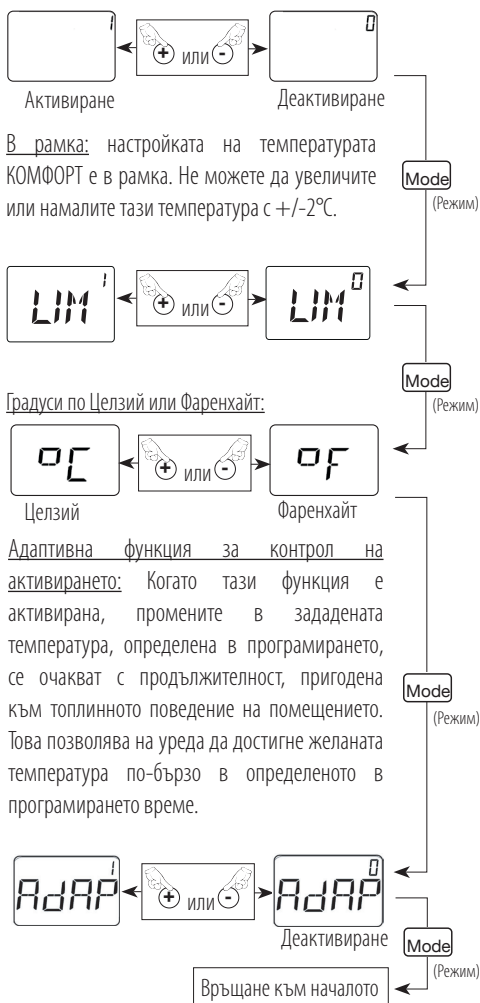 1 или 0
Активиране Деактивиране
Mode
(Режим)
В рамка: настройката на температурата
КОМФОРТ е в рамка. Не можете да увеличите
или намалите тази температура с +/-2°C.
LIM 1 + или - LIM 0
Mode
(Режим)
Градуси по Целзий или Фаренхайт:
°C + или - °F
Целзий Фаренхайт
Адаптивна функция за контрол на
активирането: Когато тази функция е
активирана, промените в зададената
температура, определена в програмирането,
се очакват с продължителност, пригодена
към топлинното поведение на помещението.
Това позволява на уреда да достигне желаната
температура по-бързо в определеното в
програмирането време.
Mode
(Режим)
AdAP 1 + или - AdAP 0
Деактивиране
Mode
(Режим)
Връщане към началото